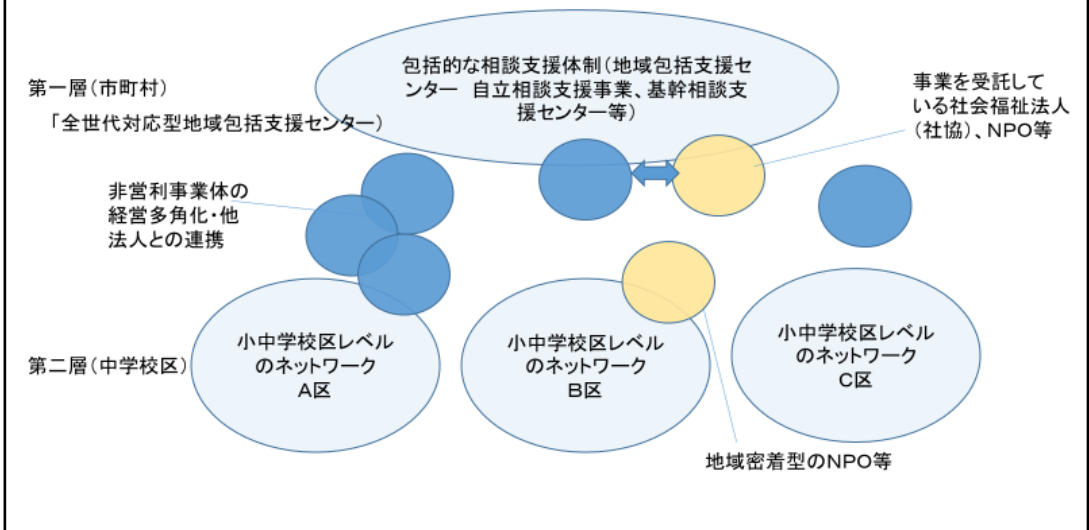 包括的な相談支援体制(地域包括支援セ
ンター 自立相談支援事業、基幹相談支
援センター等)
第一層(市町村)
「全世代対応型地域包括支援センター)
事業を受託して
いる社会福祉法人
(社協)、NPO等
非営利事業体の
経営多角化・他
法人との連携
第二層(中学校区)
小中学校区レベル
のネットワーク
A区
小中学校区レベル
のネットワーク
B区
小中学校区レベル
のネットワーク
C区
地域密着型のNPO等